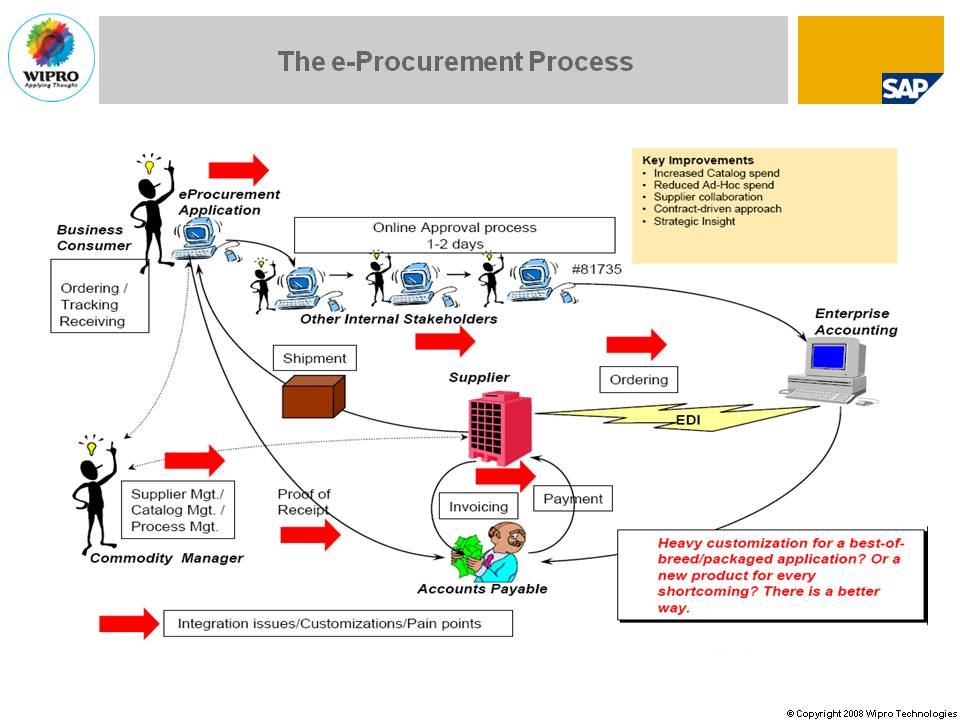 WIPRO
Applying Thought
The e-Procurement Process
SAP
Key Improvements
• Increased Catalog spend
• Reduced Ad-Hoc spend
• Supplier collaboration
• Contract-driven approach
• Strategic Insight
eProcurement
Application
Business
Consumer
Online Approval process
1-2 days
#81735
Ordering /
Tracking
Receiving
Other Internal Stakeholders
Enterprise
Accounting
Shipment
Supplier
Ordering
EDI
Supplier Mgt./
Catalog Mgt. /
Process Mgt.
Proof of
Receipt
Invoicing
Payment
Commodity Manager
Accounts Payable
Heavy customization for a best-of-
breed/packaged application? Or a
new product for every
shortcoming? There is a better
way.
Integration issues/Customizations/Pain points
© Copyright 2008 Wipro Technologies